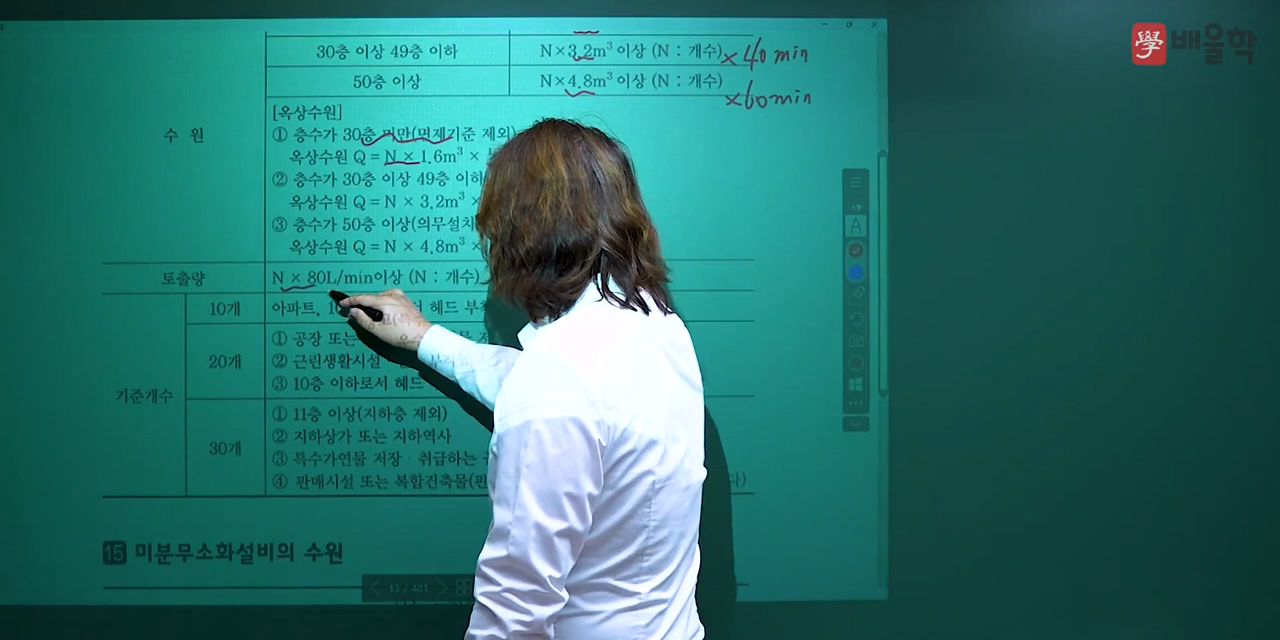 學 배울학
30층 이상 49층 이하 N×3.2m³ 이상 (N : 개수) ×40min
50층 이상 N×4.8m³ 이상 (N : 개수) ×60min
수 원
[옥상수원]
① 층수가 30층 미만(면제기준 제외)
옥상수원 Q = N × 1.6m³ ×
② 층수가 30층 이상 49층 이하
옥상수원 Q = N × 3.2m³ ×
③ 층수가 50층 이상(의무설치
옥상수원 Q = N × 4.8m³ ×
토출량 N × 80L/min이상 (N : 개수)
기준개수
10개 아파트, 헤드
20개
① 공장 또는
② 근린생활시설
③ 10층 이하로서 헤드
30개
① 11층 이상(지하층 제외)
② 지하상가 또는 지하역사
③ 특수가연물 저장 · 취급하는
④ 판매시설 또는 복합건축물(판 다)
15 미분무소화설비의 수원
13 / 401